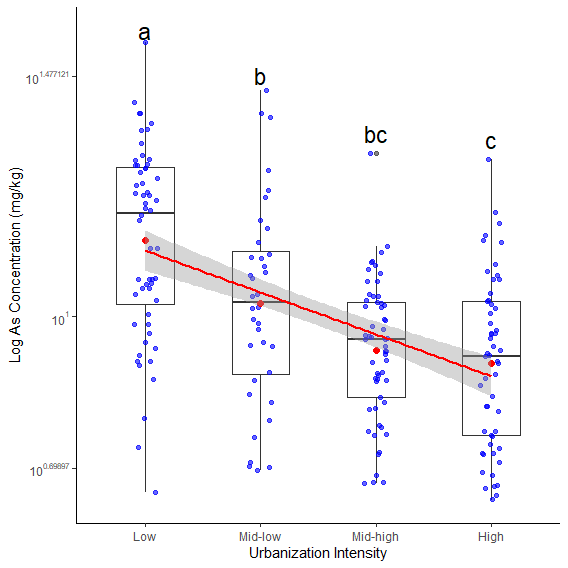 a
b
bc
c
10^1.477121
10^1
10^0.69897
Log As Concentration (mg/kg)
Low Mid-low Mid-high High
Urbanization Intensity